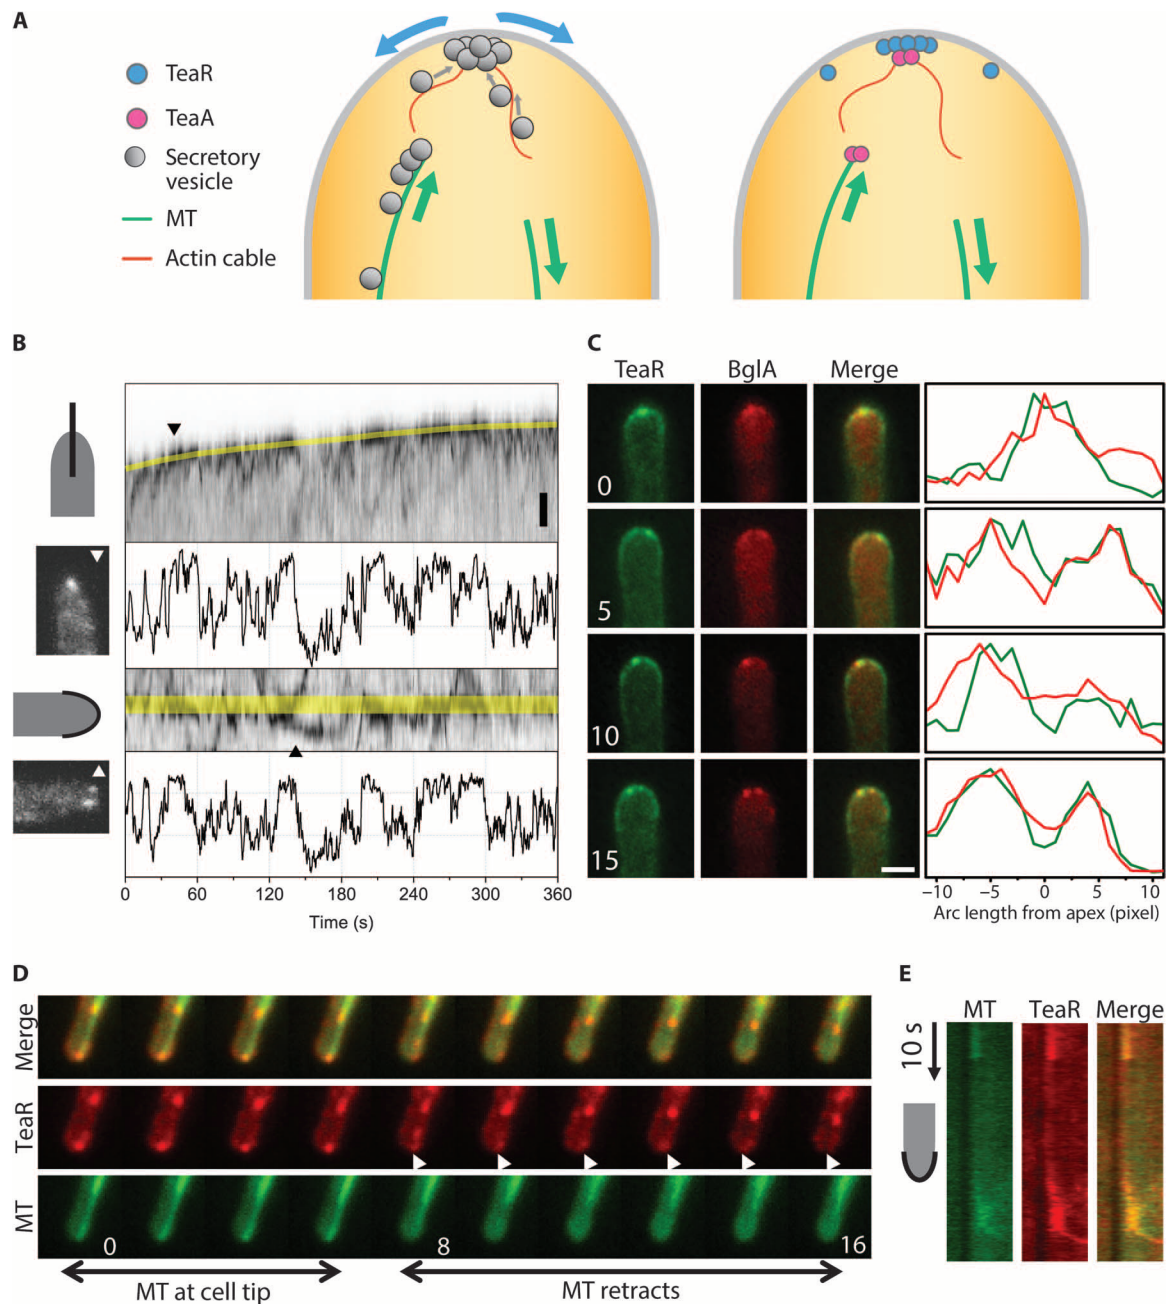 A
TeaR
TeaA
Secretory
vesicle
MT
Actin cable
B
0 60 120 180 240 300 360
Time (s)
C
TeaR BglA Merge
0
5
10
15
−10 −5 0 5 10
Arc length from apex (pixel)
D
Merge
TeaR
MT
0 8 16
MT at cell tip MT retracts
E
MT TeaR Merge
10 s